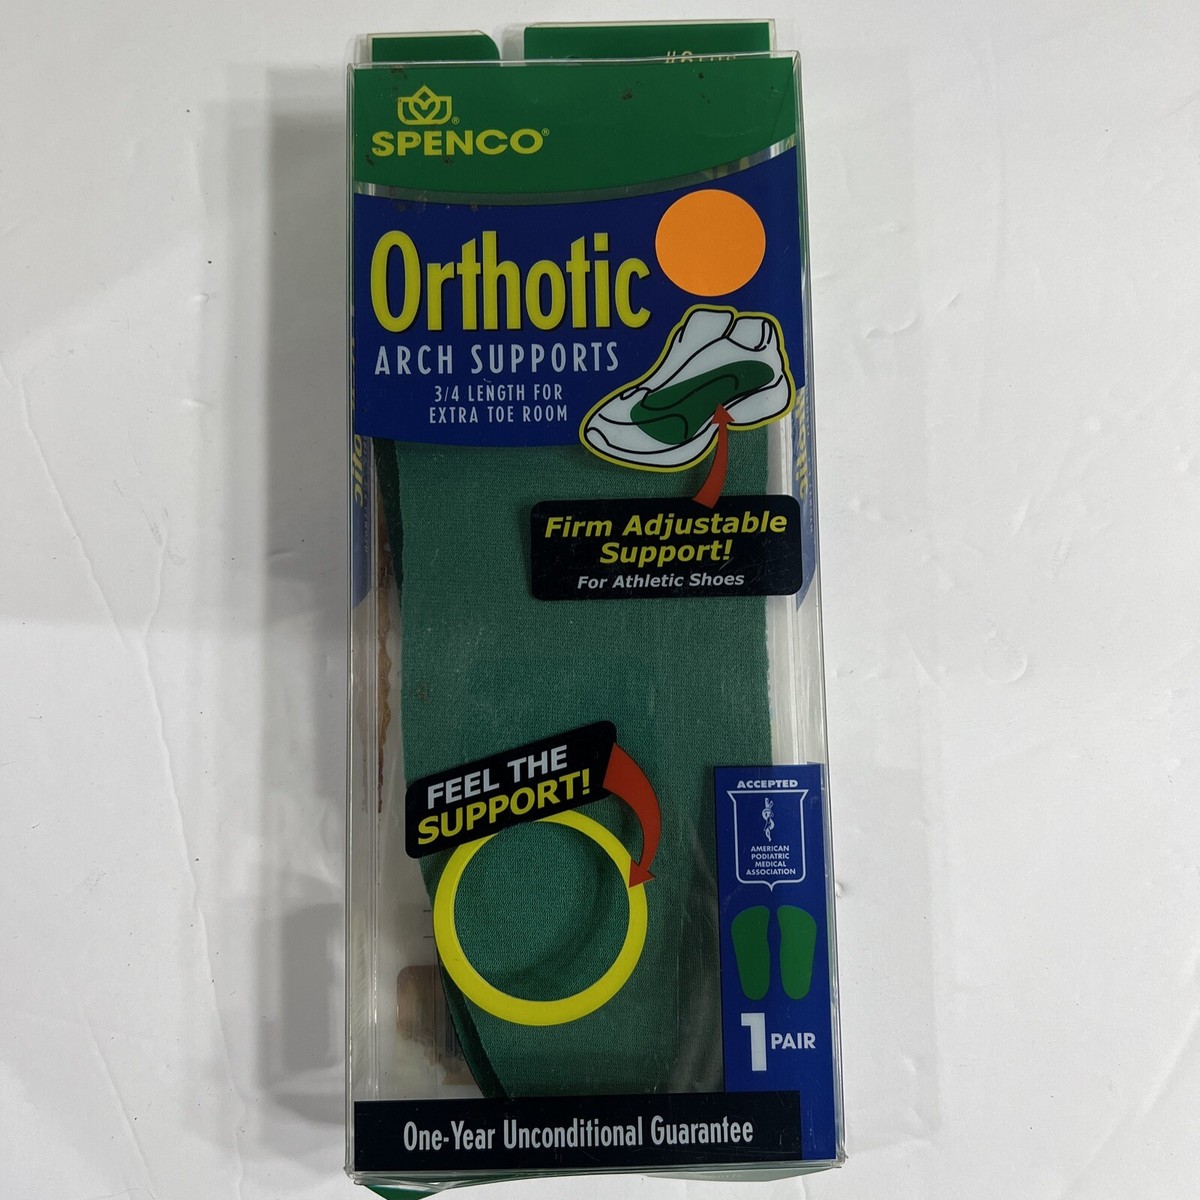 SPENCO®
Orthotic
ARCH SUPPORTS
3/4 LENGTH FOR
EXTRA TOE ROOM
Firm Adjustable
Support!
For Athletic Shoes
FEEL THE
SUPPORT!
ACCEPTED
AMERICAN
PODIATRIC
MEDICAL
ASSOCIATION
1 PAIR
One-Year Unconditional Guarantee